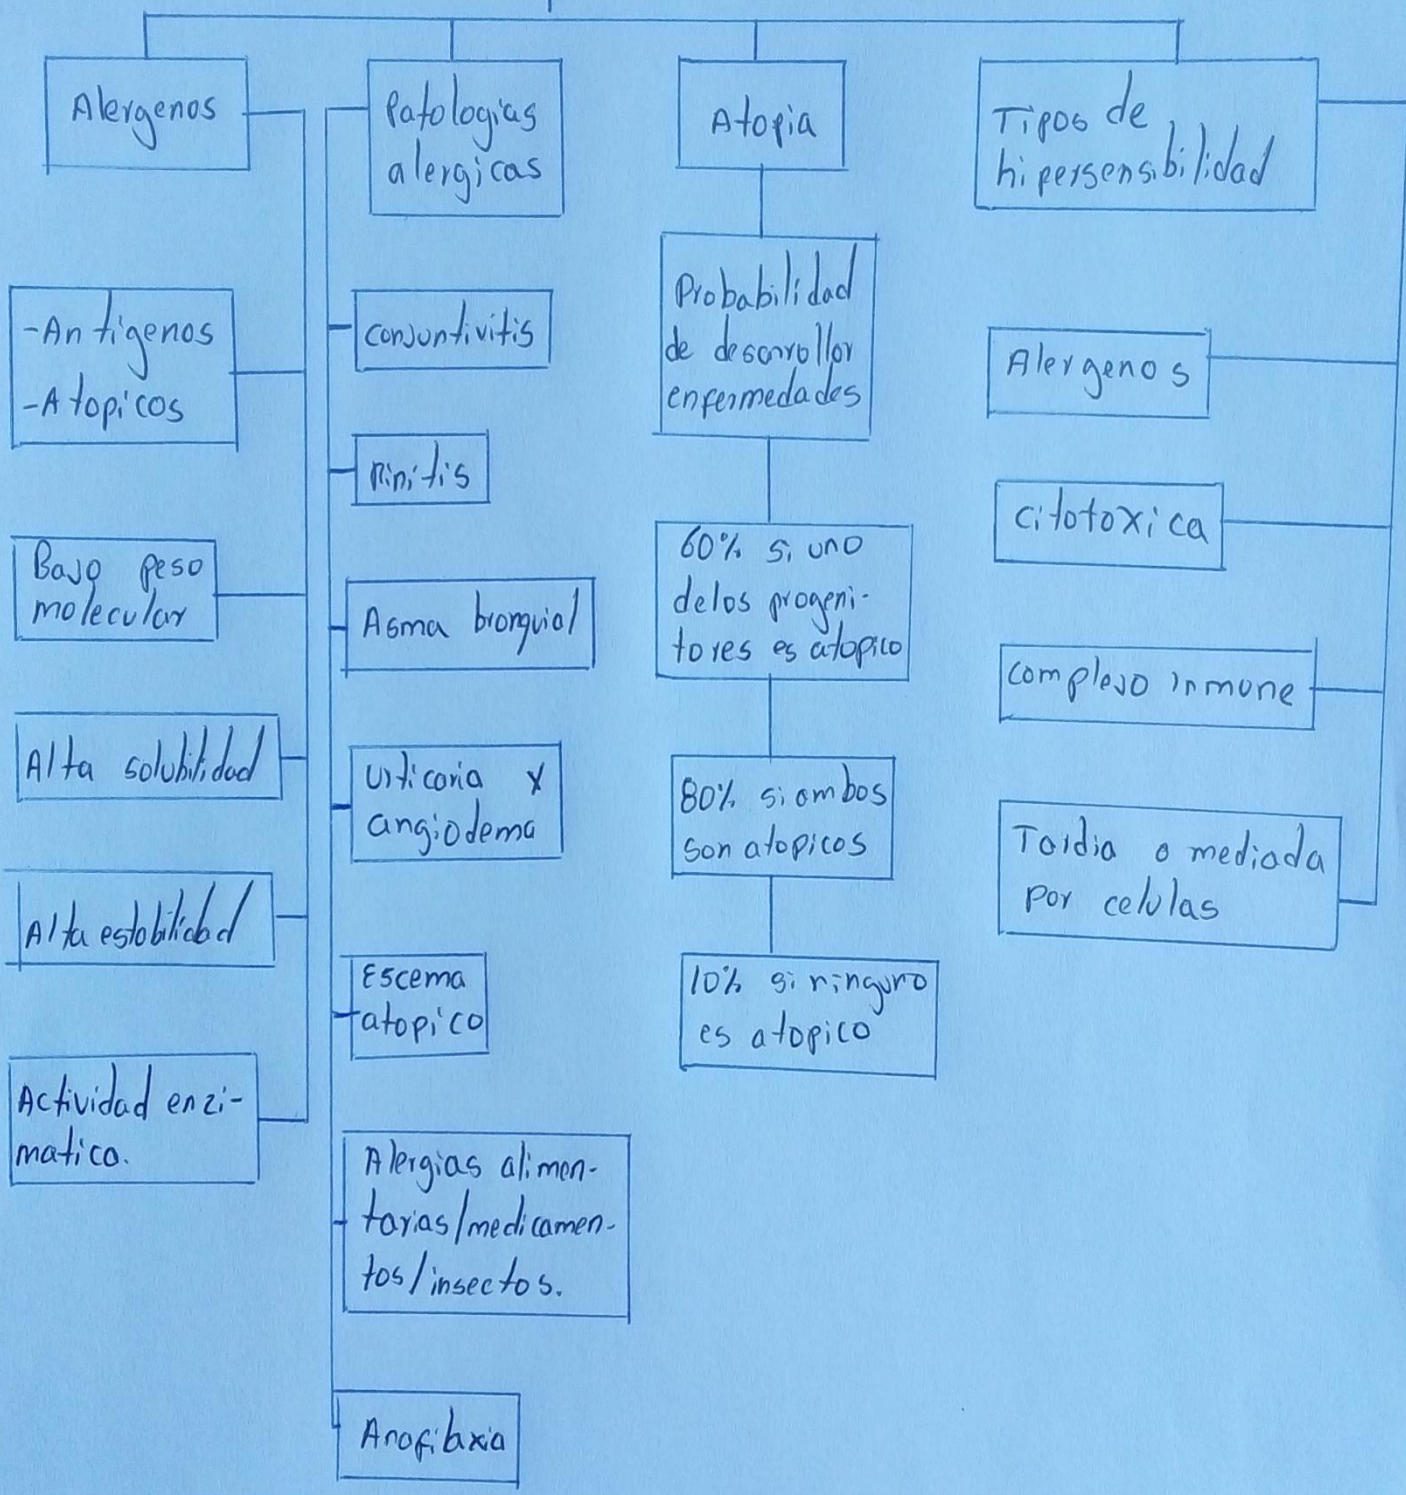 Alergenos
-Antigenos
-Atopicos
Bajo peso
molecular
Alta solubilidad
Alta estabilidad
Actividad enzi-
matico.
Patologias
alergicas
conjuntivitis
Rinitis
Asma bronquial
Urticaria y
angiodema
Escema
atopico
Alergias alimen-
tarias/medicamen-
tos/insectos.
Anafilaxia
Atopia
Probabilidad
de desarrollar
enfermedades
60% si uno
delos progeni-
tores es atopico
80% si ambos
son atopicos
10% si ninguno
es atopico
Tipos de
hipersensibilidad
Alergenos
citotoxica
complejo inmune
Tardia o mediada
por celulas